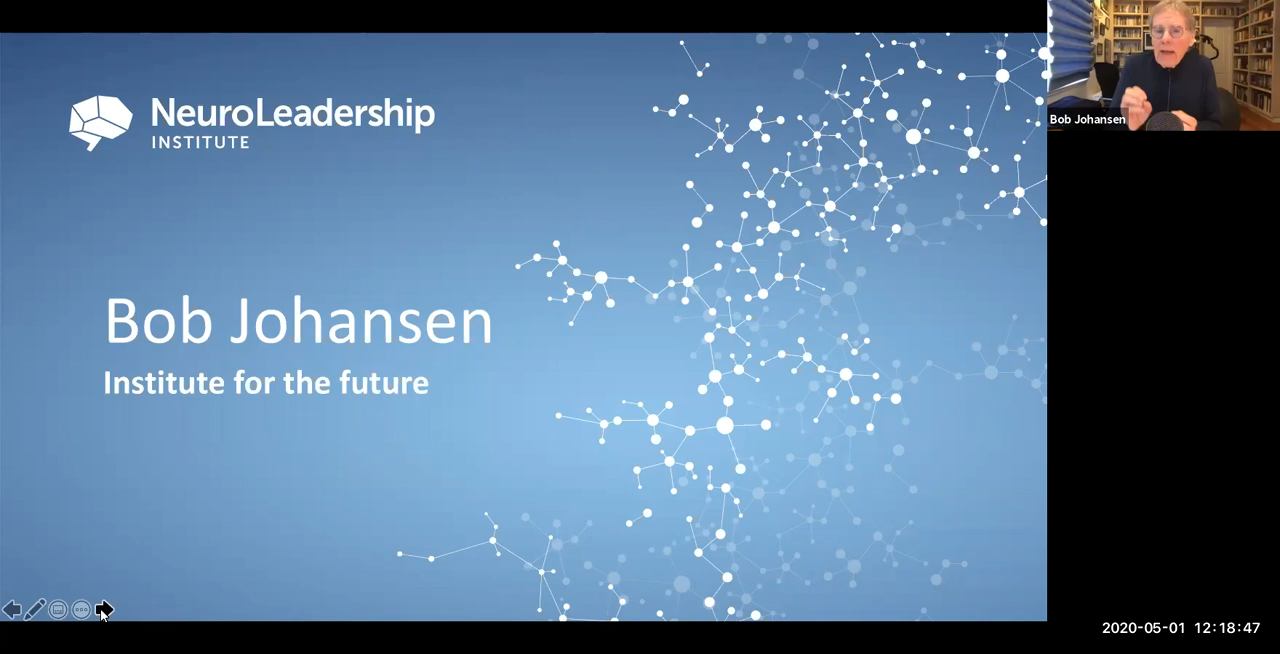 NeuroLeadership
INSTITUTE
Bob Johansen
Institute for the future
Bob Johansen
2020-05-01 12:18:47